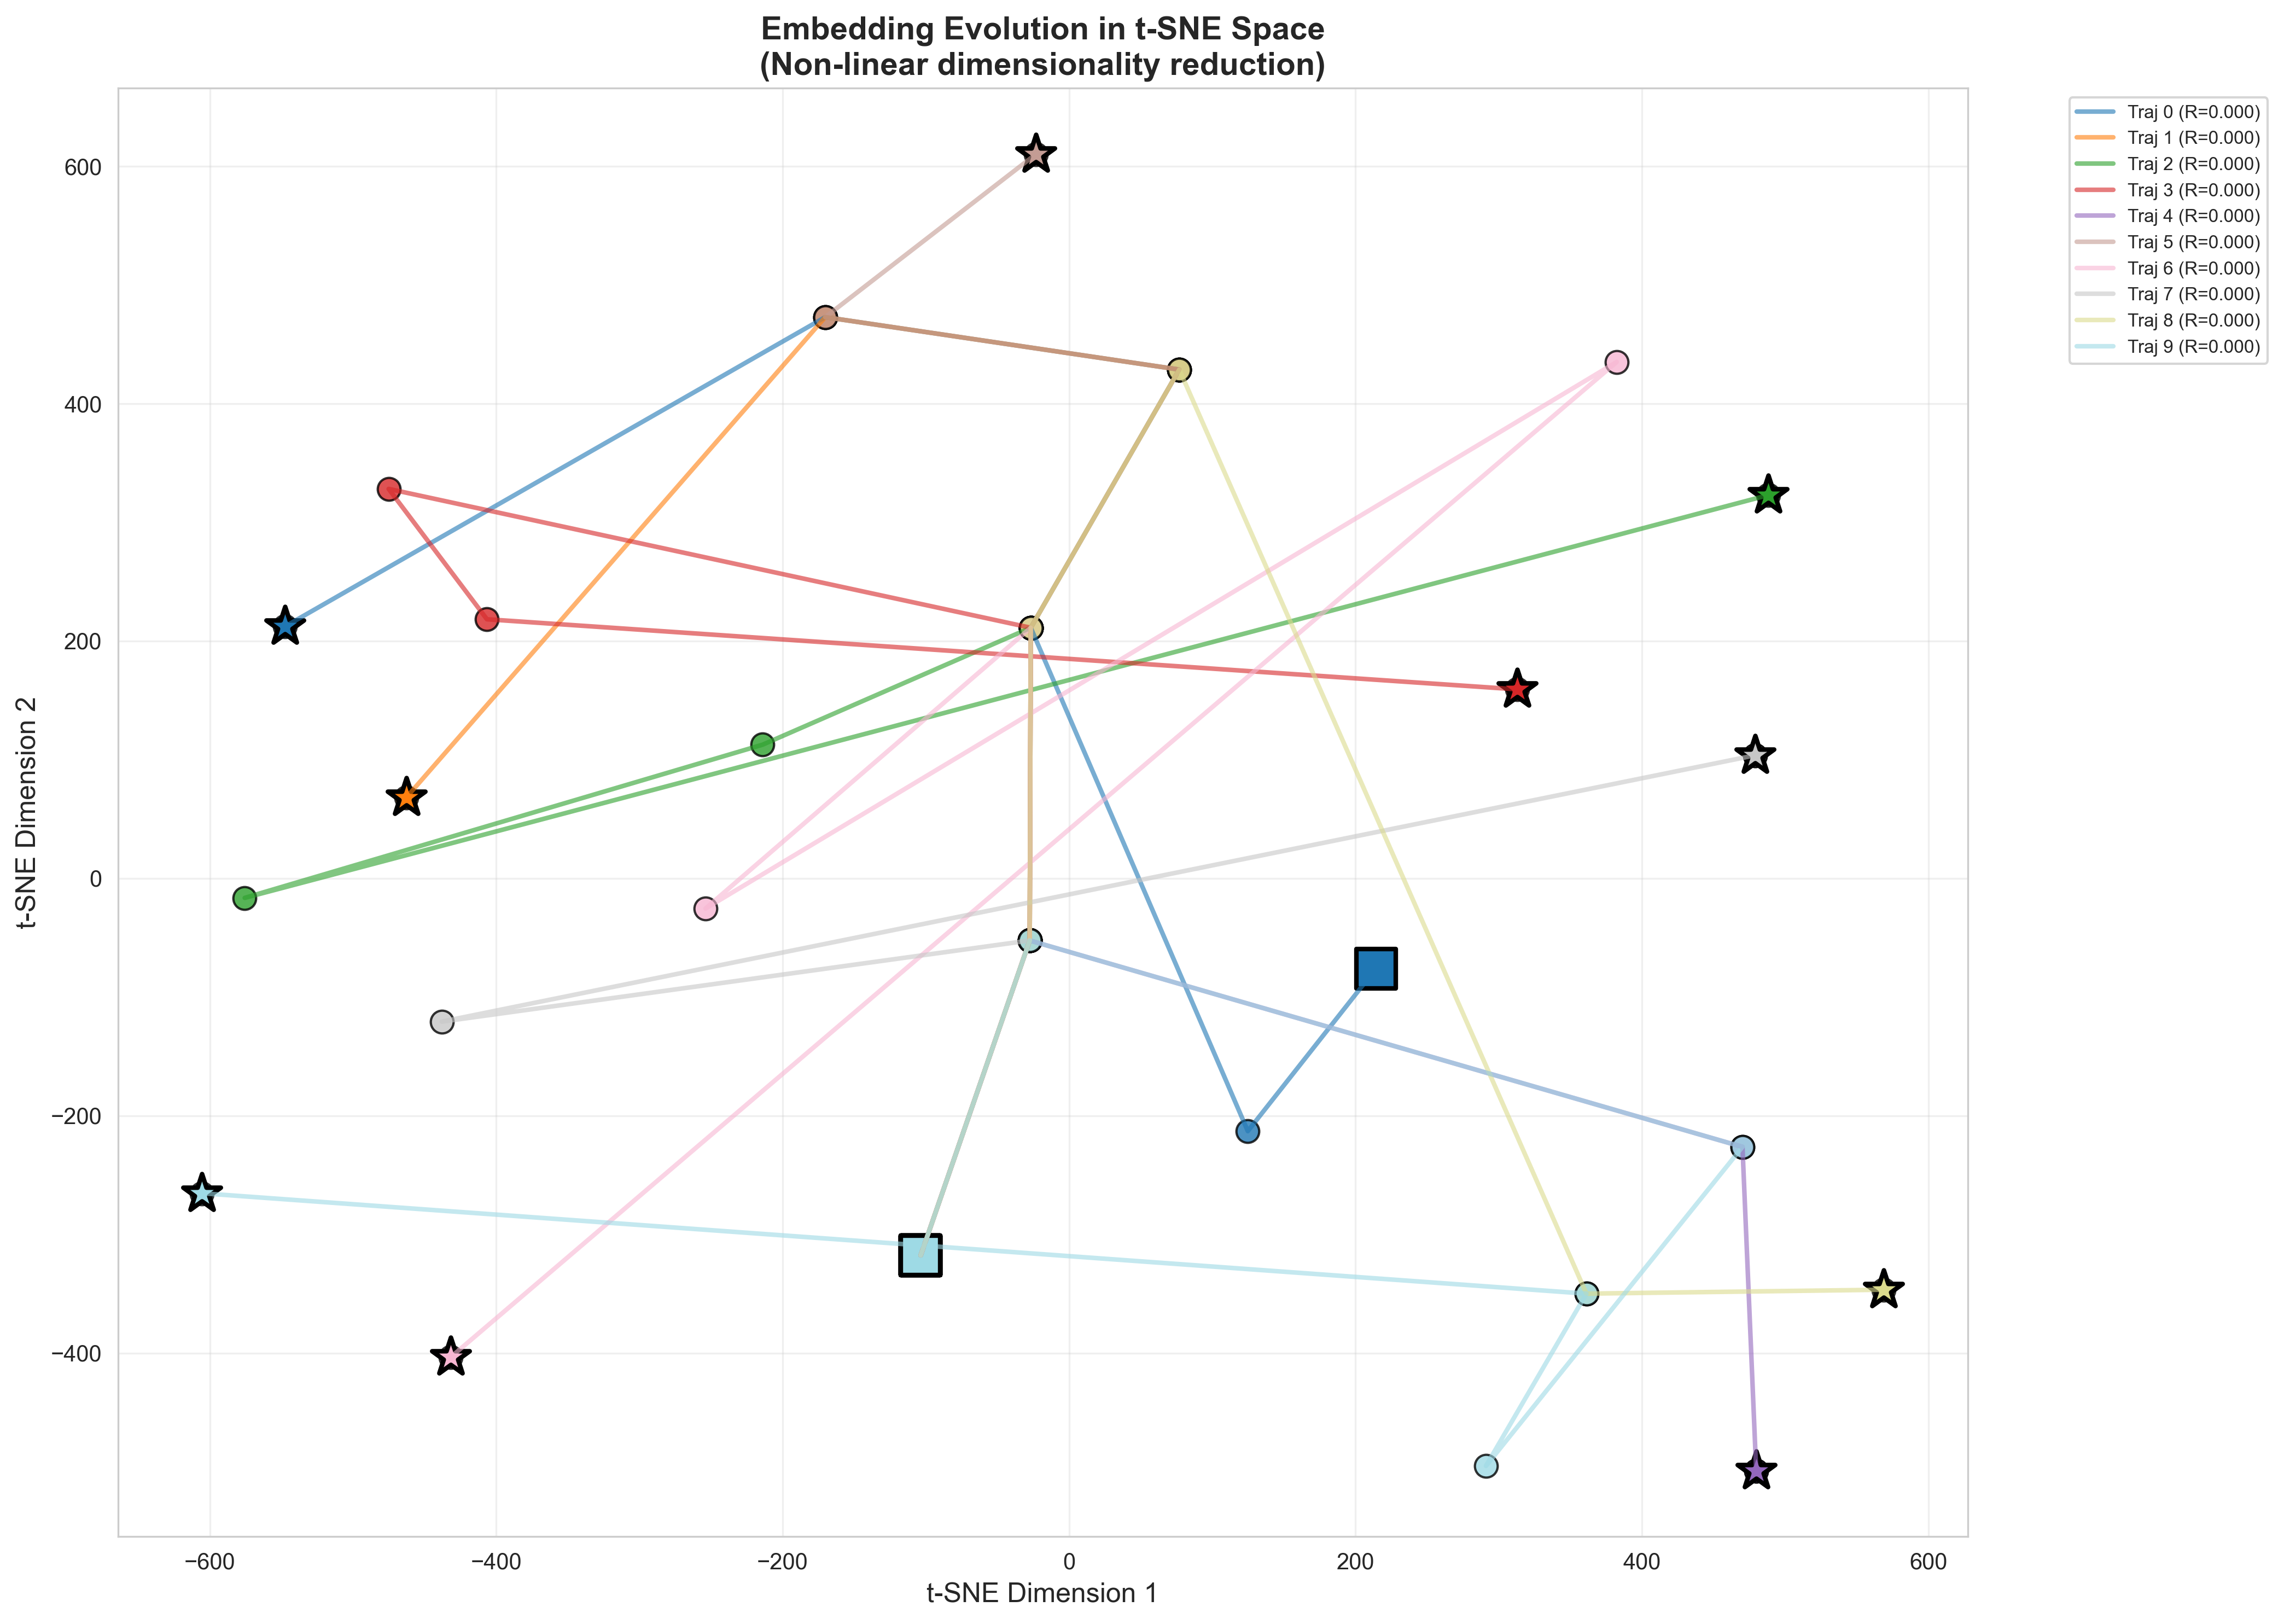 Embedding Evolution in t-SNE Space
(Non-linear dimensionality reduction)
Traj 0 (R=0.000)
Traj 1 (R=0.000)
Traj 2 (R=0.000)
Traj 3 (R=0.000)
Traj 4 (R=0.000)
Traj 5 (R=0.000)
Traj 6 (R=0.000)
Traj 7 (R=0.000)
Traj 8 (R=0.000)
Traj 9 (R=0.000)
600
400
200
0
−200
−400
t-SNE Dimension 2
−600
−400
−200
0
200
400
600
t-SNE Dimension 1